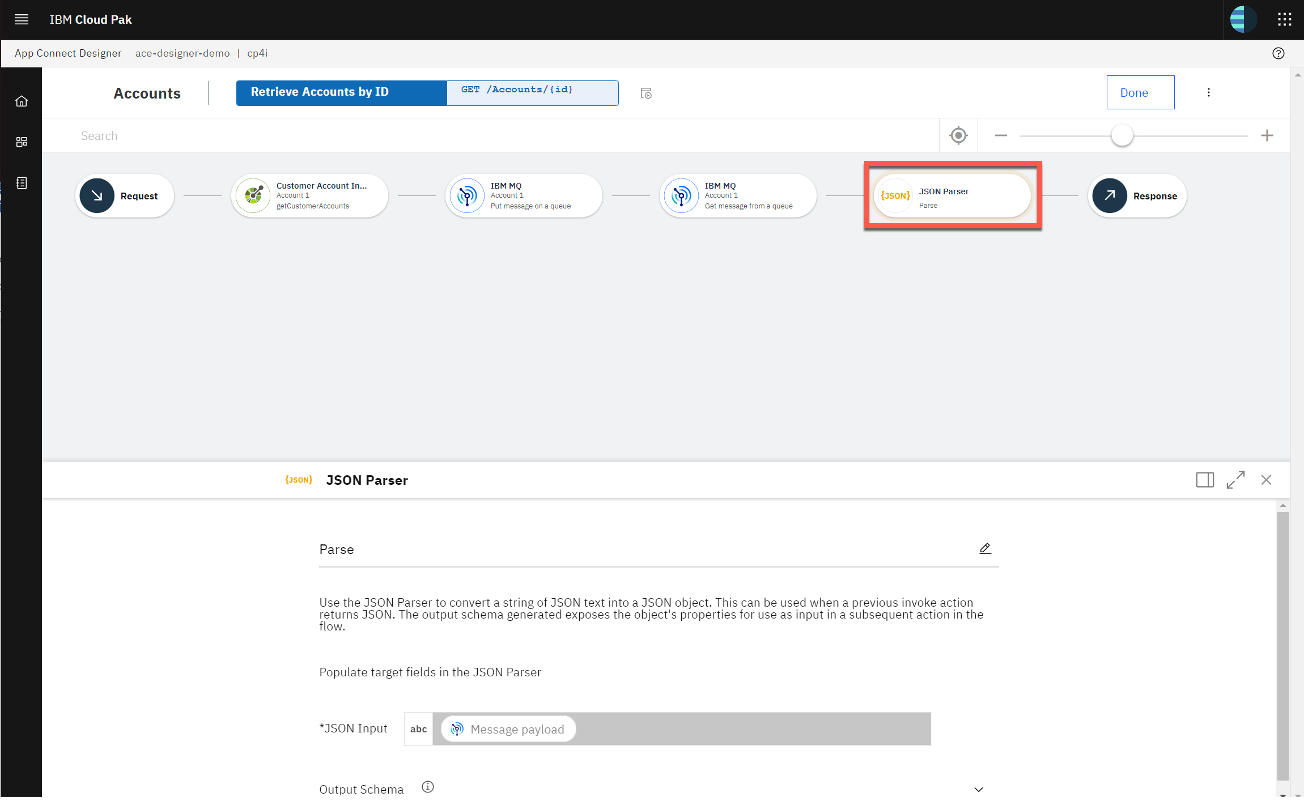 IBM Cloud Pak
App Connect Designer ace-designer-demo | cp4i
Accounts
Retrieve Accounts by ID
GET /Accounts/{id}
Done
Search
Request
Customer Account In...
Account 1
getCustomerAccounts
IBM MQ
Account 1
Put message on a queue
IBM MQ
Account 1
Get message from a queue
{JSON}
JSON Parser
Parse
Response
{JSON} JSON Parser
Parse
Use the JSON Parser to convert a string of JSON text into a JSON object. This can be used when a previous invoke action
returns JSON. The output schema generated exposes the object's properties for use as input in a subsequent action in the
flow.
Populate target fields in the JSON Parser
*JSON Input abc Message payload
Output Schema